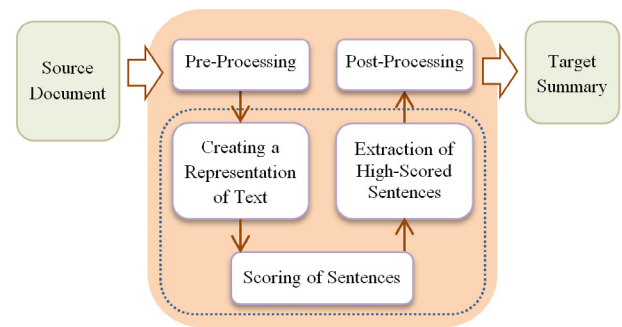 Source
Document
Pre-Processing
Creating a
Representation
of Text
Scoring of Sentences
Extraction of
High-Scored
Sentences
Post-Processing
Target
Summary